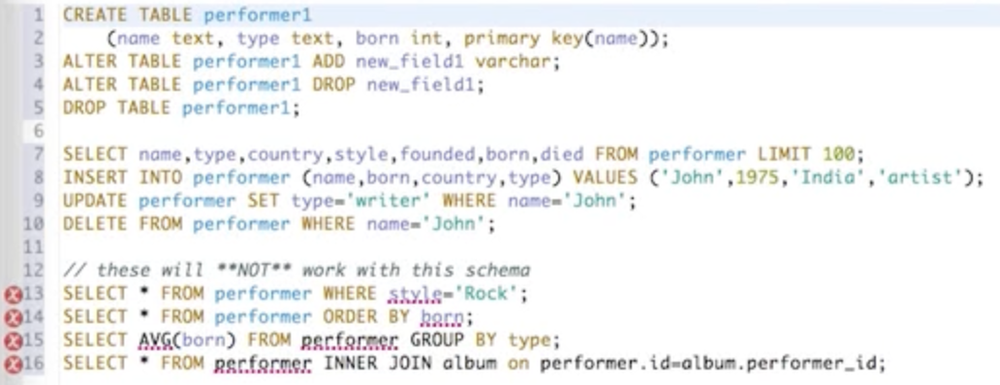 1 CREATE TABLE performer1
2 (name text, type text, born int, primary key(name));
3 ALTER TABLE performer1 ADD new_field1 varchar;
4 ALTER TABLE performer1 DROP new_field1;
5 DROP TABLE performer1;
6
7 SELECT name,type,country,style,founded,born,died FROM performer LIMIT 100;
8 INSERT INTO performer (name,born,country,type) VALUES ('John',1975,'India','artist');
9 UPDATE performer SET type='writer' WHERE name='John';
10 DELETE FROM performer WHERE name='John';
11
12 // these will **NOT** work with this schema
13 SELECT * FROM performer WHERE style='Rock';
14 SELECT * FROM performer ORDER BY born;
15 SELECT AVG(born) FROM performer GROUP BY type;
16 SELECT * FROM performer INNER JOIN album on performer.id=album.performer_id;